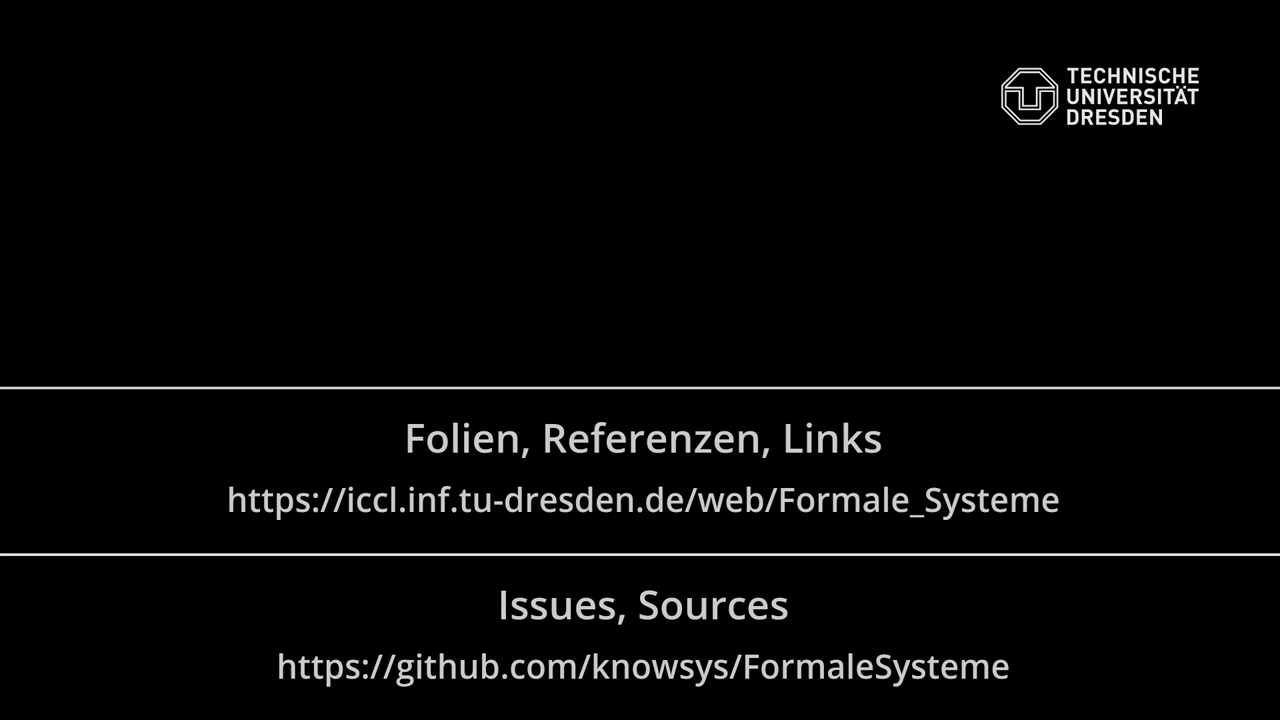 TECHNISCHE
UNIVERSITÄT
DRESDEN
Folien, Referenzen, Links
https://iccl.inf.tu-dresden.de/web/Formale_Systeme
Issues, Sources
https://github.com/knowsys/FormaleSysteme